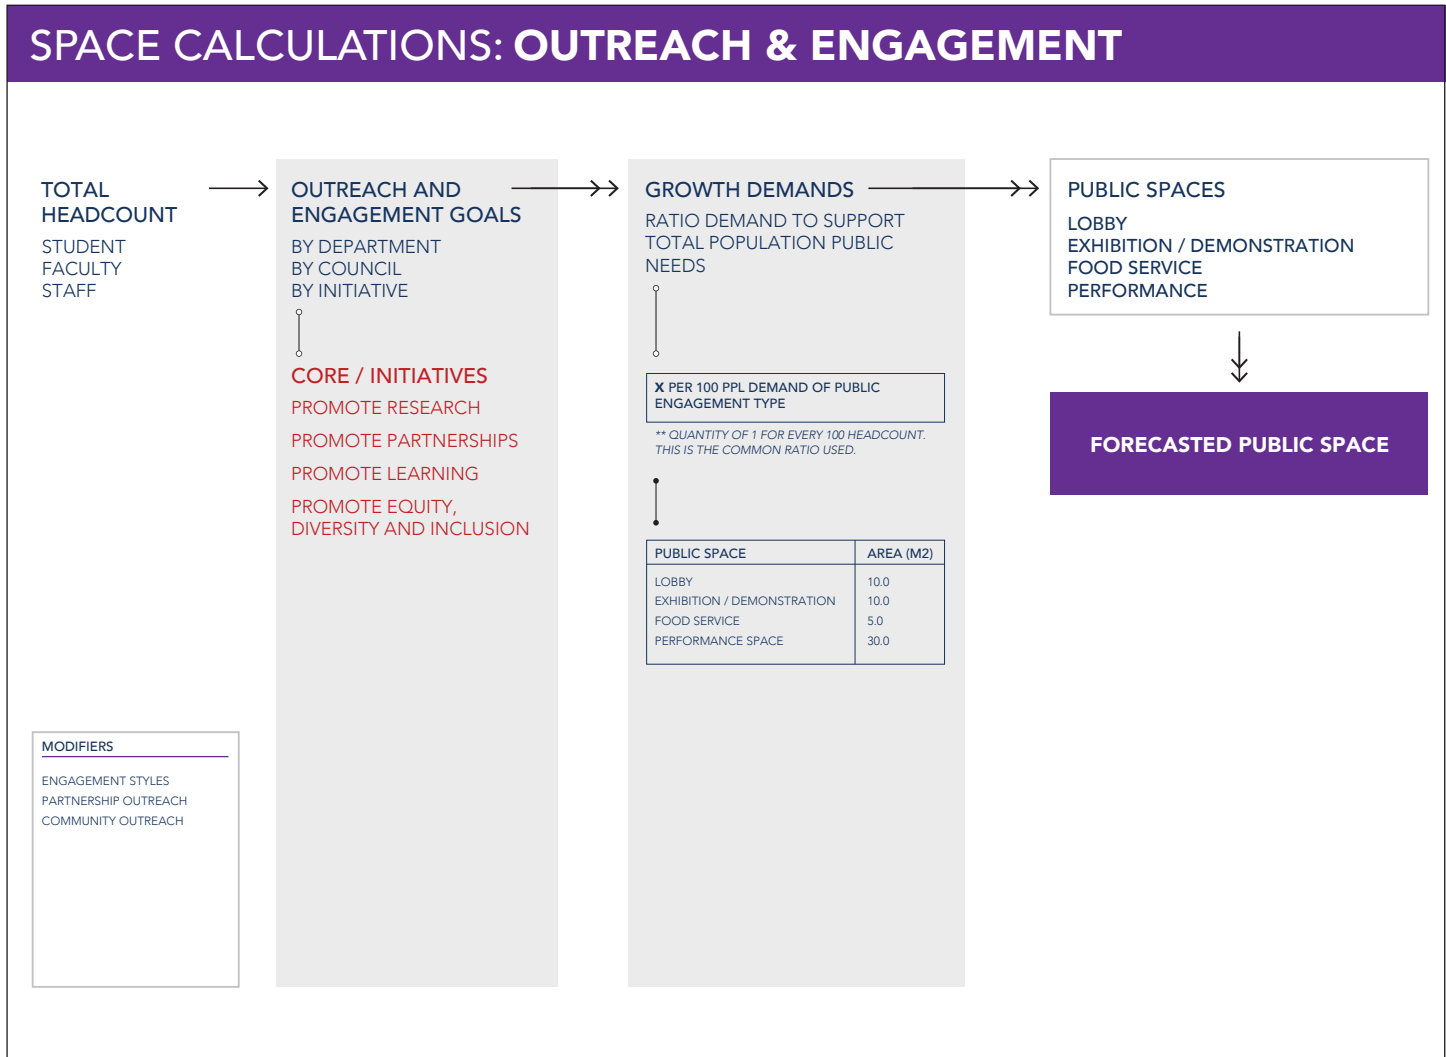 SPACE CALCULATIONS: OUTREACH & ENGAGEMENT
TOTAL
HEADCOUNT
STUDENT
FACULTY
STAFF
OUTREACH AND
ENGAGEMENT GOALS
BY DEPARTMENT
BY COUNCIL
BY INITIATIVE
CORE / INITIATIVES
PROMOTE RESEARCH
PROMOTE PARTNERSHIPS
PROMOTE LEARNING
PROMOTE EQUITY,
DIVERSITY AND INCLUSION
GROWTH DEMANDS
RATIO DEMAND TO SUPPORT
TOTAL POPULATION PUBLIC
NEEDS
X PER 100 PPL DEMAND OF PUBLIC
ENGAGEMENT TYPE
** QUANTITY OF 1 FOR EVERY 100 HEADCOUNT.
THIS IS THE COMMON RATIO USED.
PUBLIC SPACE AREA (M2)
LOBBY 10.0
EXHIBITION / DEMONSTRATION 10.0
FOOD SERVICE 5.0
PERFORMANCE SPACE 30.0
PUBLIC SPACES
LOBBY
EXHIBITION / DEMONSTRATION
FOOD SERVICE
PERFORMANCE
FORECASTED PUBLIC SPACE
MODIFIERS
ENGAGEMENT STYLES
PARTNERSHIP OUTREACH
COMMUNITY OUTREACH